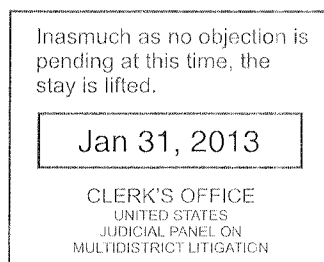 Inasmuch as no objection is
pending at this time, the
stay is lifted.
Jan 31, 2013
CLERK'S OFFICE
UNITED STATES
JUDICIAL PANEL ON
MULTIDISTRICT LITIGATION